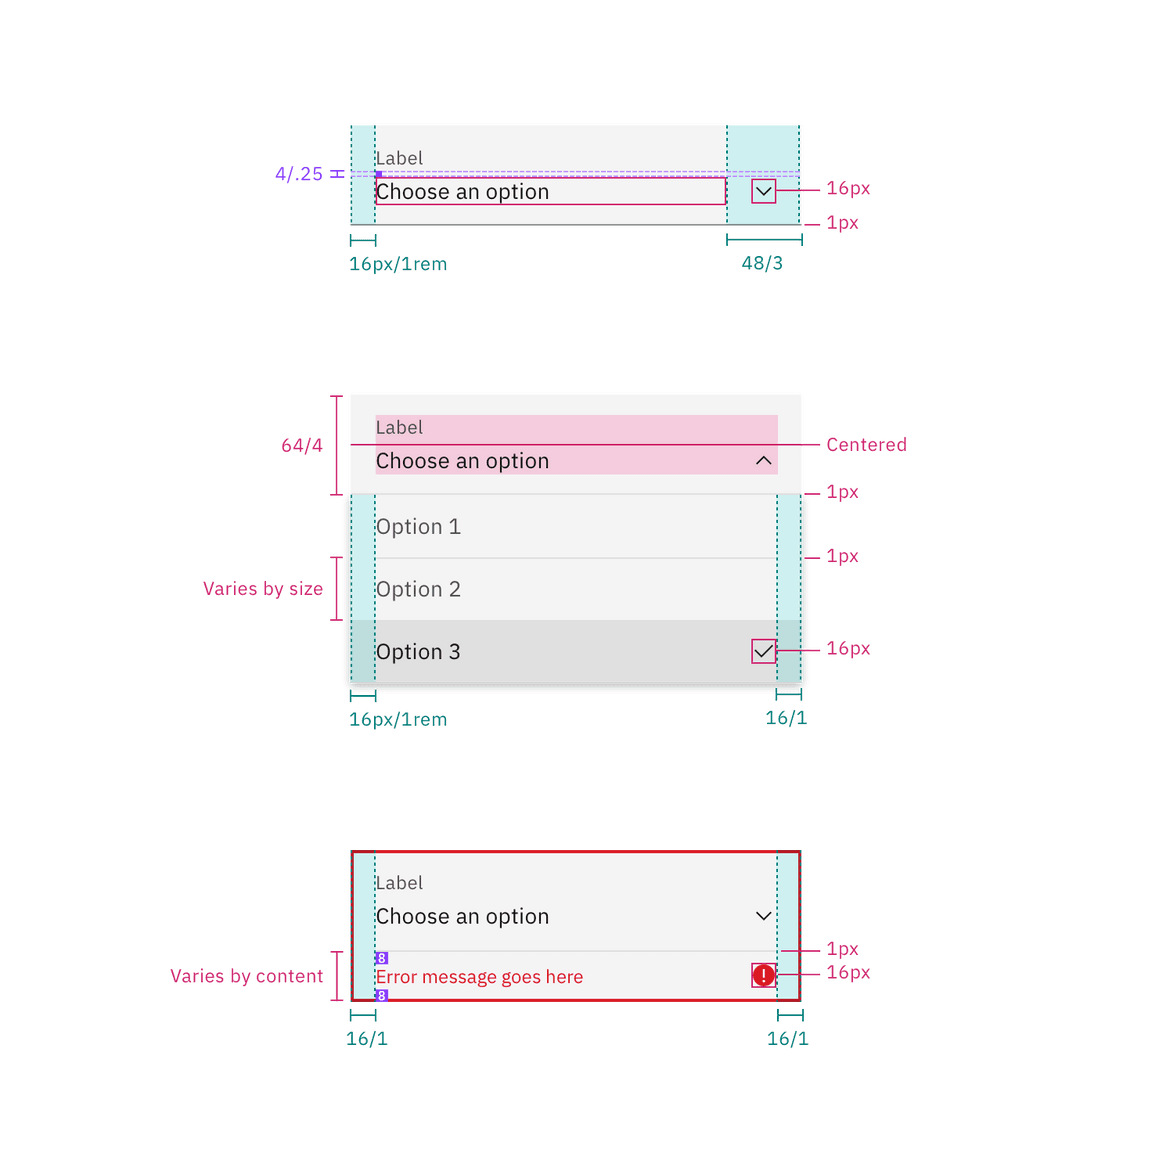 Label
4/.25
Choose an option
16px
1px
16px/1rem
48/3
Label
64/4
Centered
Choose an option
1px
Option 1
1px
Varies by size
Option 2
Option 3
16px
16px/1rem
16/1
Label
Choose an option
1px
8
Varies by content
Error message goes here
16px
8
16/1
16/1